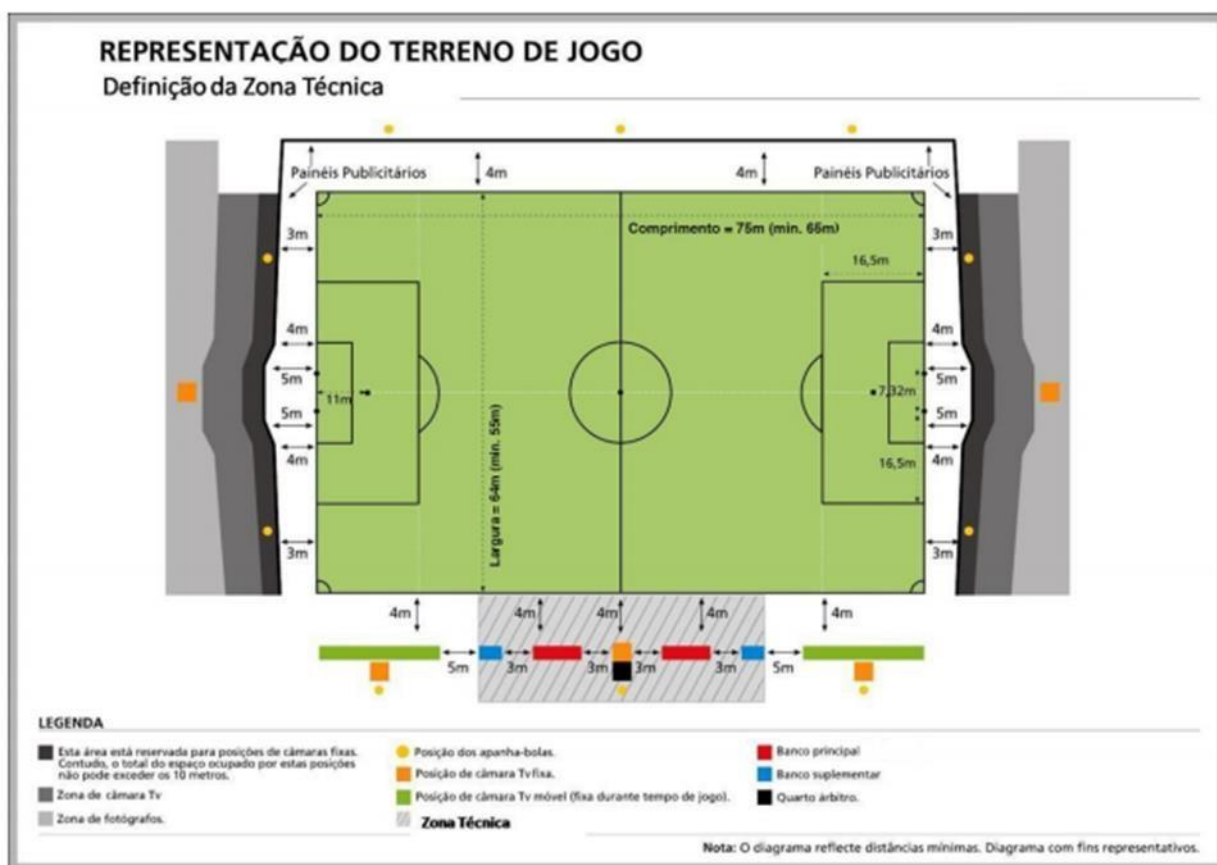 REPRESENTAÇÃO DO TERRENO DE JOGO
Definição da Zona Técnica
Painéis Publicitários
4m
4m
Painéis Publicitários
3m
Comprimento = 75m (min. 65m)
3m
16,5m
4m
4m
5m
11m
7,32m
5m
5m
5m
4m
Largura = 64m (min. 55m)
16,5m
4m
3m
3m
4m
4m
4m
4m
4m
5m
3m
3m
3m
3m
5m
LEGENDA
Esta área está reservada para posições de câmaras fixas.
Contudo, o total do espaço ocupado por estas posições
não pode exceder os 10 metros.
Zona de câmara Tv
Zona de fotógrafos.
Posição dos apanha-bolas.
Posição de câmara Tv fixa.
Posição de câmara Tv móvel (fixa durante tempo de jogo).
Zona Técnica
Banco principal
Banco suplementar
Quarto árbitro.
Nota: O diagrama reflecte distâncias mínimas. Diagrama com fins representativos.